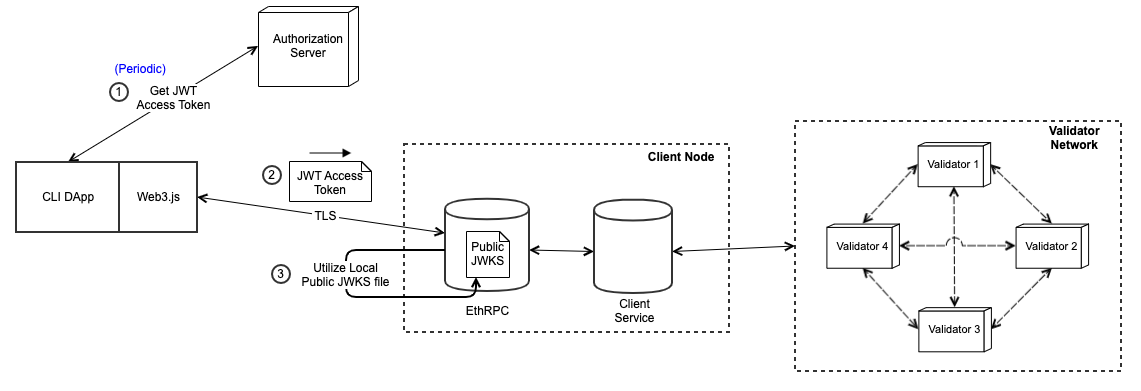 Authorization
Server
(Periodic)
1
Get JWT
Access Token
CLI DApp
Web3.js
2
JWT Access
Token
TLS
Client Node
Public
JWKS
3
Utilize Local
Public JWKS file
EthRPC
Client
Service
Validator
Network
Validator 1
Validator 4
Validator 2
Validator 3